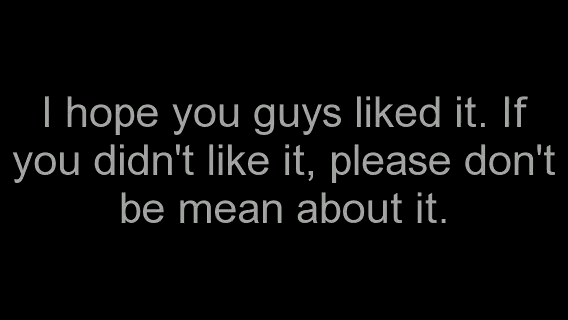 I hope you guys liked it. If
you didn't like it, please don't
be mean about it.